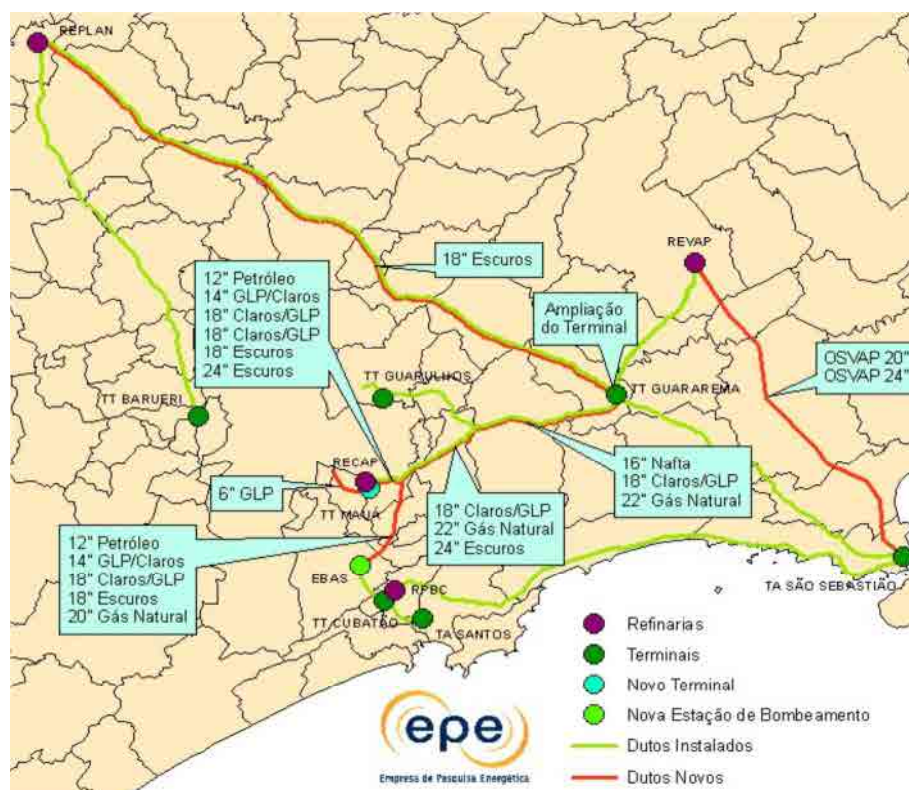 REPLAN
REVAP
18" Escuros
12" Petróleo
14" GLP/Claros
18" Claros/GLP
18" Claros/GLP
18" Escuros
24" Escuros
Ampliação
do Terminal
OSVAP 20"
OSVAP 24"
TT GUARULHOS
TT GUARAREMA
TT BARUERI
RECAP
6" GLP
TT MAUÁ
16" Nafta
18" Claros/GLP
22" Gás Natural
18" Claros/GLP
22" Gás Natural
24" Escuros
12" Petróleo
14" GLP/Claros
18" Claros/GLP
18" Escuros
20" Gás Natural
EBAS
RPBC
TT CUBATÃO
TA SANTOS
TA SÃO SEBASTIÃO
Refinarias
Terminais
Novo Terminal
Nova Estação de Bombeamento
Dutos Instalados
Dutos Novos
epe
Empresa de Pesquisa Energética